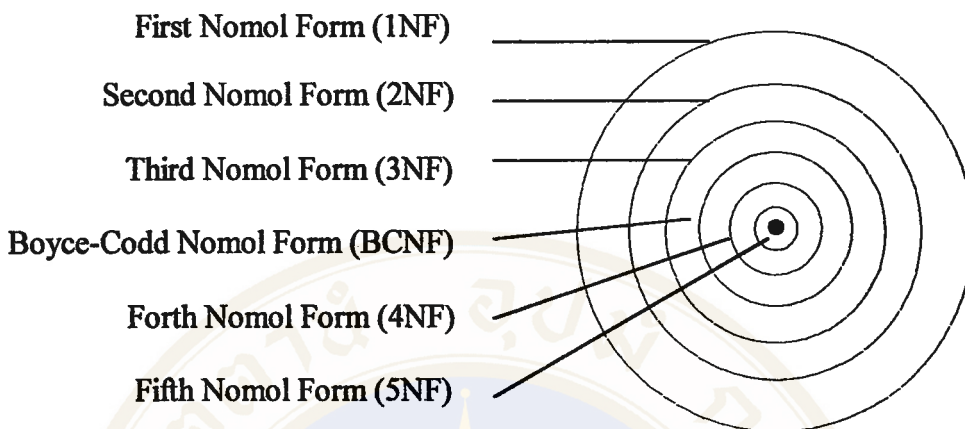 First Nomol Form (1NF)
Second Nomol Form (2NF)
Third Nomol Form (3NF)
Boyce-Codd Nomol Form (BCNF)
Forth Nomol Form (4NF)
Fifth Nomol Form (5NF)